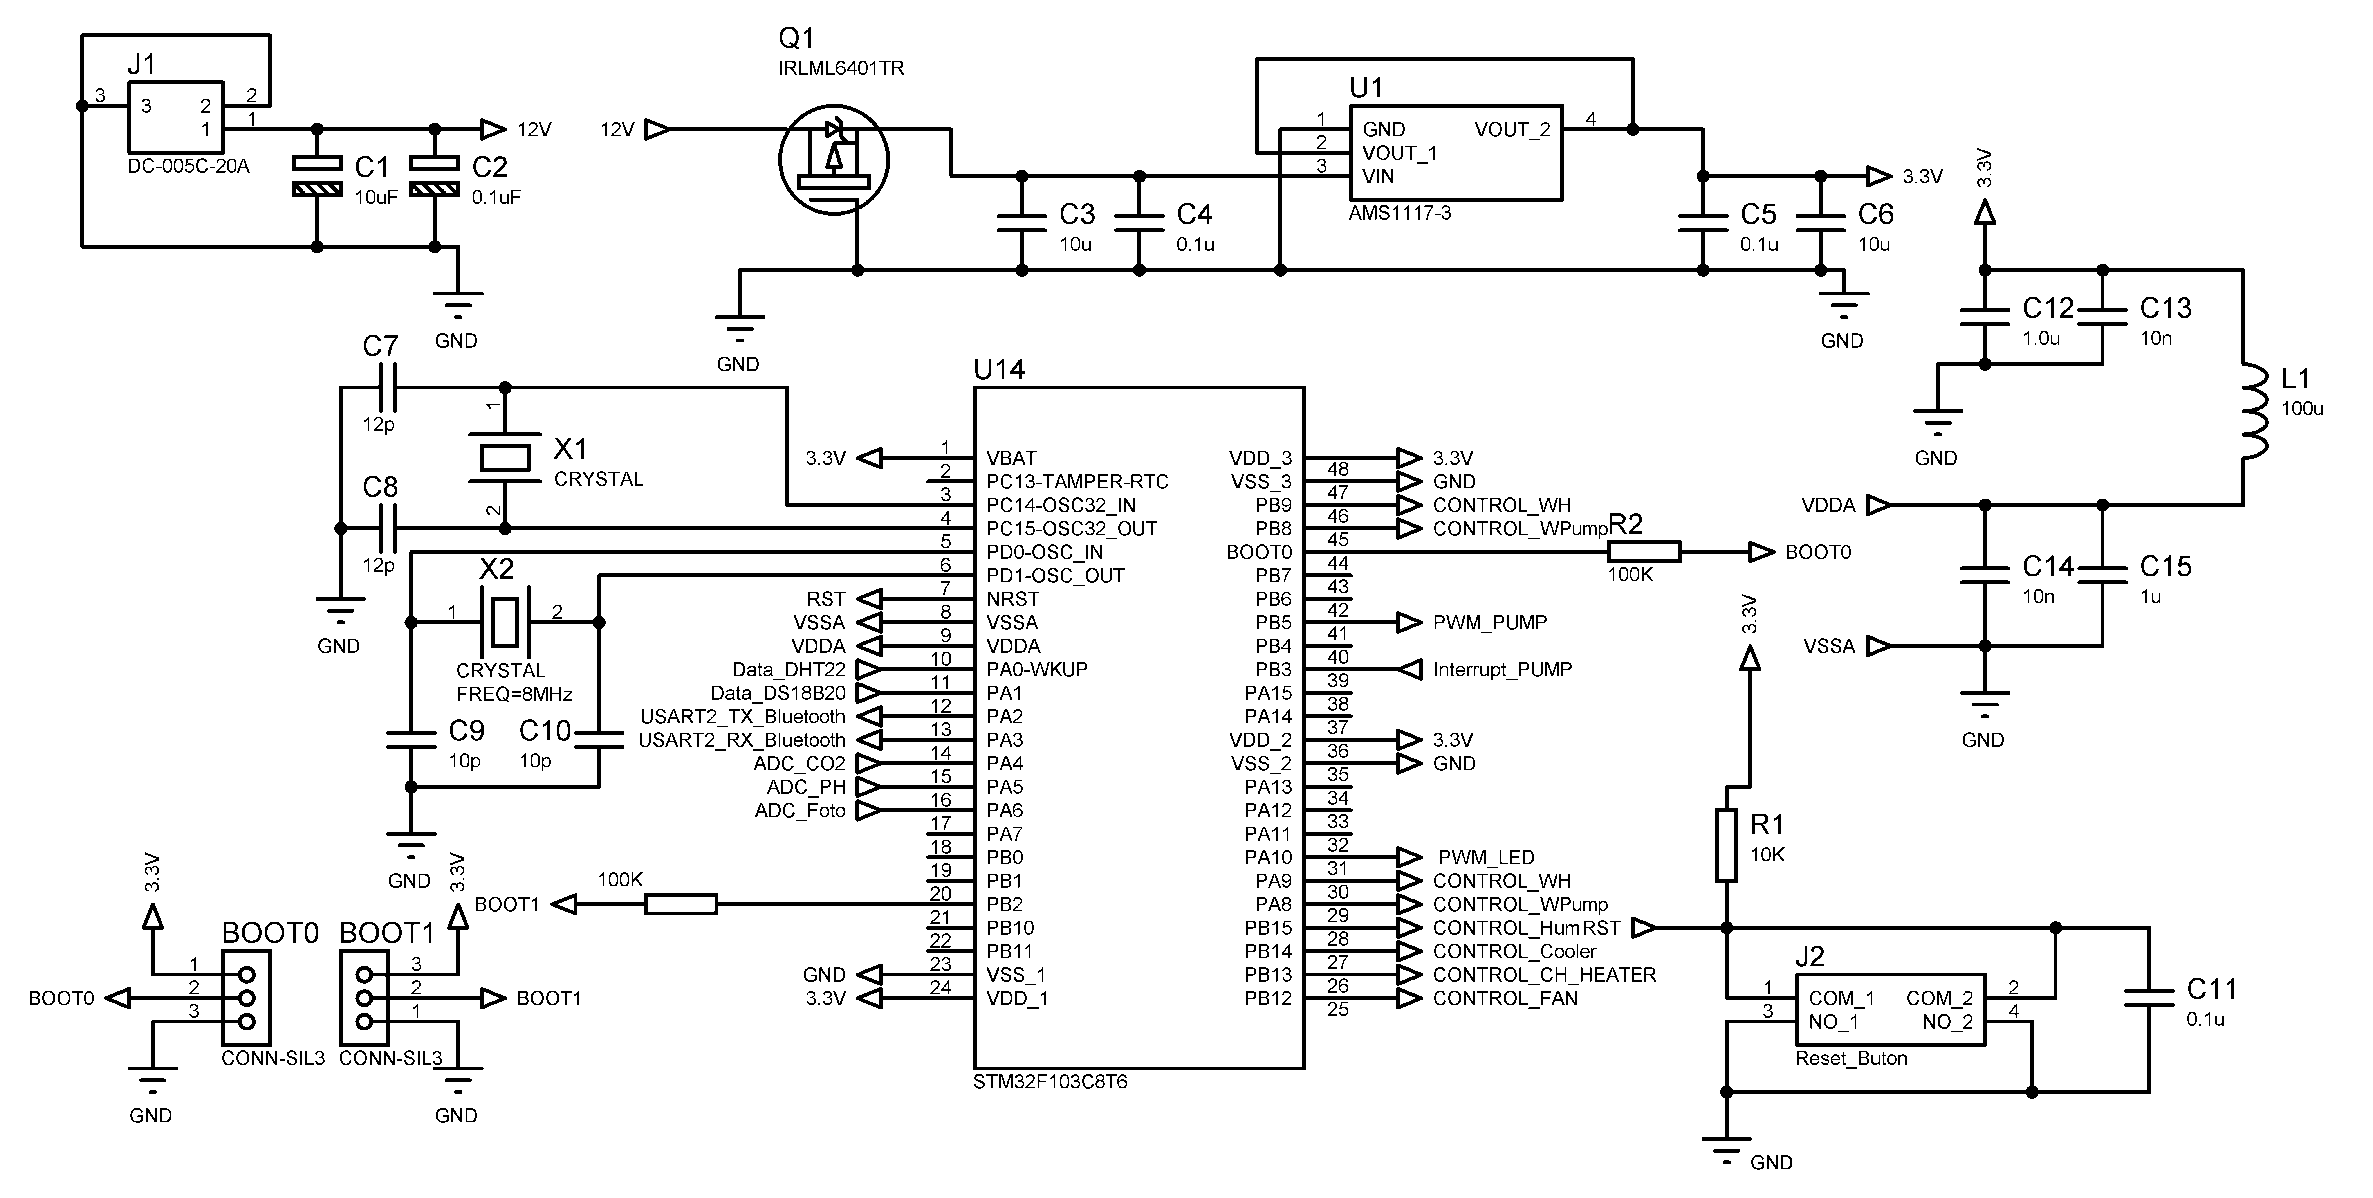 J1
3
3
2
2
1
1
DC-005C-20A
C1
10uF
C2
0.1uF
12V
GND
Q1
IRLML6401TR
12V
C3
10u
C4
0.1u
GND
U1
1
GND
2
VOUT_1
3
VIN
VOUT_2
4
AMS1117-3
C5
0.1u
C6
10u
3.3V
GND
3.3V
C12
1.0u
C13
10n
GND
L1
100u
VDDA
C14
10n
C15
1u
VSSA
GND
C7
12p
C8
12p
1
X1
CRYSTAL
2
GND
X2
1
2
CRYSTAL
FREQ=8MHz
C9
10p
C10
10p
GND
U14
3.3V 1 VBAT
2 PC13-TAMPER-RTC
3 PC14-OSC32_IN
4 PC15-OSC32_OUT
5 PD0-OSC_IN
6 PD1-OSC_OUT
RST 7 NRST
VSSA 8 VSSA
VDDA 9 VDDA
Data_DHT22 10 PA0-WKUP
Data_DS18B20 11 PA1
USART2_TX_Bluetooth 12 PA2
USART2_RX_Bluetooth 13 PA3
ADC_CO2 14 PA4
ADC_PH 15 PA5
ADC_Foto 16 PA6
17 PA7
18 PB0
19 PB1
BOOT1 100K 20 PB2
21 PB10
22 PB11
GND 23 VSS_1
3.3V 24 VDD_1
VDD_3 48 3.3V
VSS_3 47 GND
PB9 46 CONTROL_WH
PB8 45 CONTROL_WPump
BOOT0 44
R2
100K
BOOT0
PB7 43
PB6 42
PB5 41 PWM_PUMP
PB4 40
PB3 39 Interrupt_PUMP
PA15 38
PA14 37
VDD_2 36 3.3V
VSS_2 35 GND
PA13 34
PA12 33
PA11 32
PA10 31 PWM_LED
PA9 30 CONTROL_WH
PA8 29 CONTROL_WPump
PB15 28 CONTROL_HumRST
PB14 27 CONTROL_Cooler
PB13 26 CONTROL_CH_HEATER
PB12 25 CONTROL_FAN
STM32F103C8T6
3.3V
R1
10K
J2
1 COM_1 COM_2 2
3 NO_1 NO_2 4
Reset_Buton
C11
0.1u
GND
3.3V
BOOT0
1
2
3
BOOT0
CONN-SIL3
GND
3.3V
BOOT1
3
2
1
BOOT1
CONN-SIL3
GND